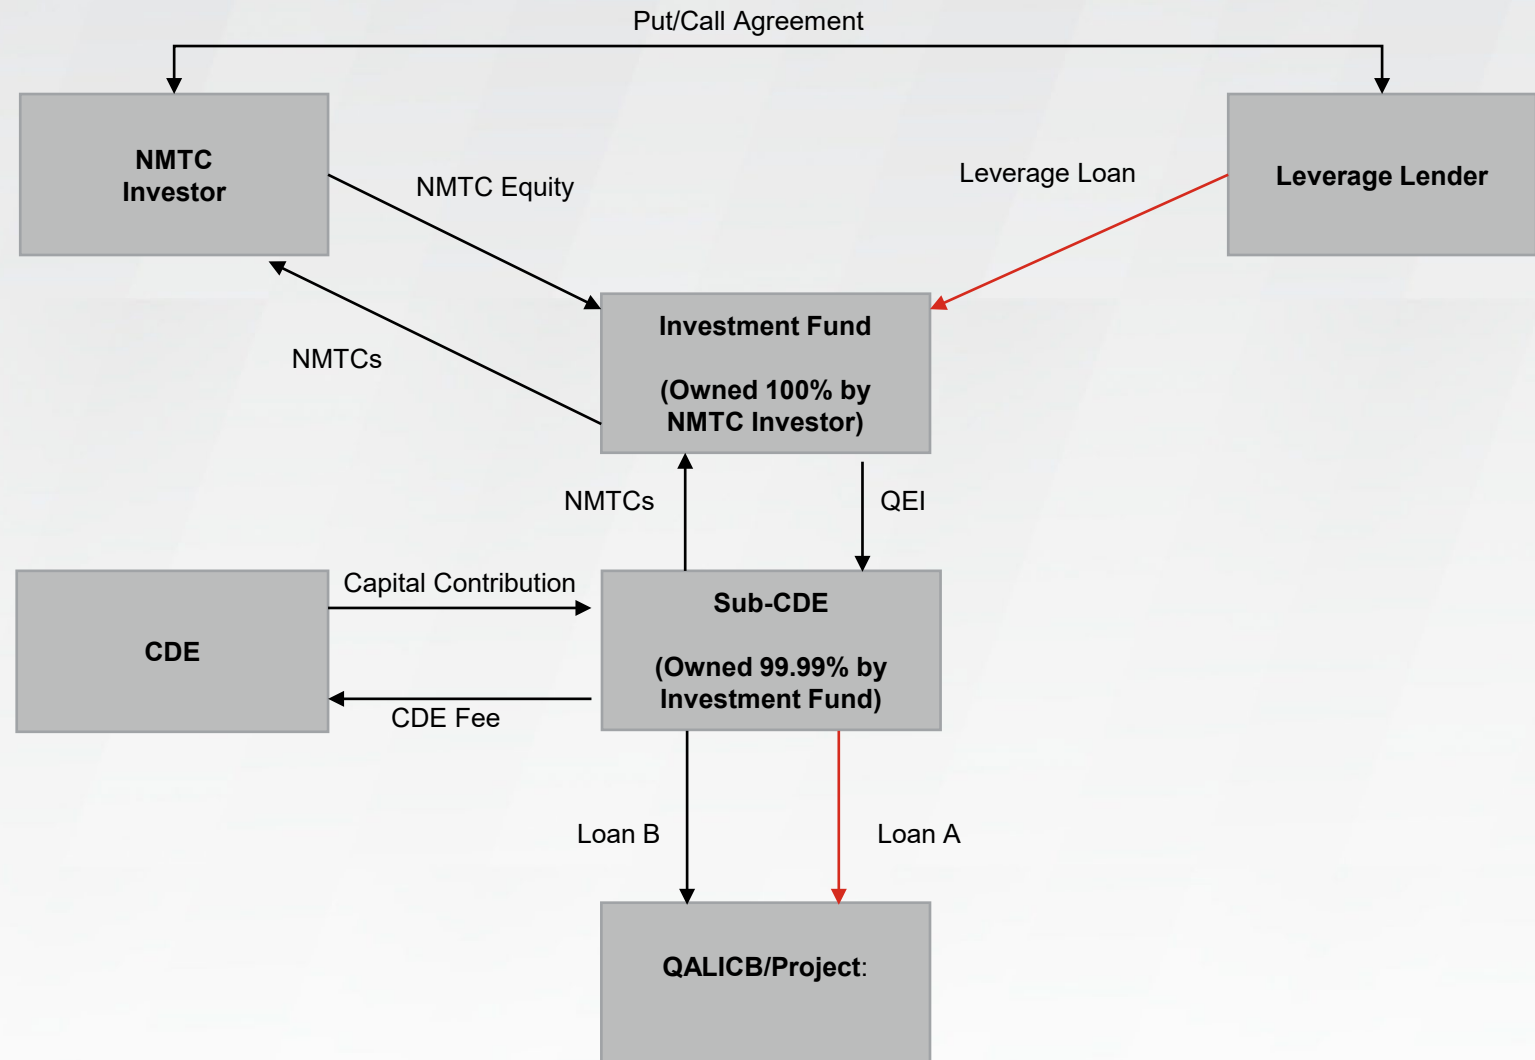 Put/Call Agreement
NMTC
Investor
NMTC Equity
Leverage Loan
Leverage Lender
NMTCs
Investment Fund
(Owned 100% by
NMTC Investor)
NMTCs
QEI
CDE
Capital Contribution
CDE Fee
Sub-CDE
(Owned 99.99% by
Investment Fund)
Loan B
Loan A
QALICB/Project: